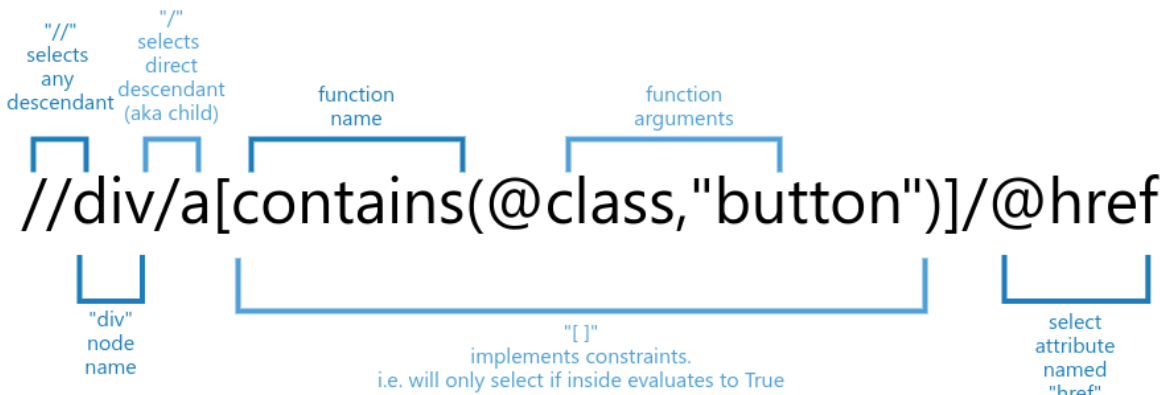 "//"
selects
any
descendant
"/"
selects
direct
descendant
(aka child)
function
name
function
arguments
//div/a[contains(@class,"button")]/@href
"div"
node
name
"[ ]"
implements constraints.
i.e. will only select if inside evaluates to True
select
attribute
named
"href"